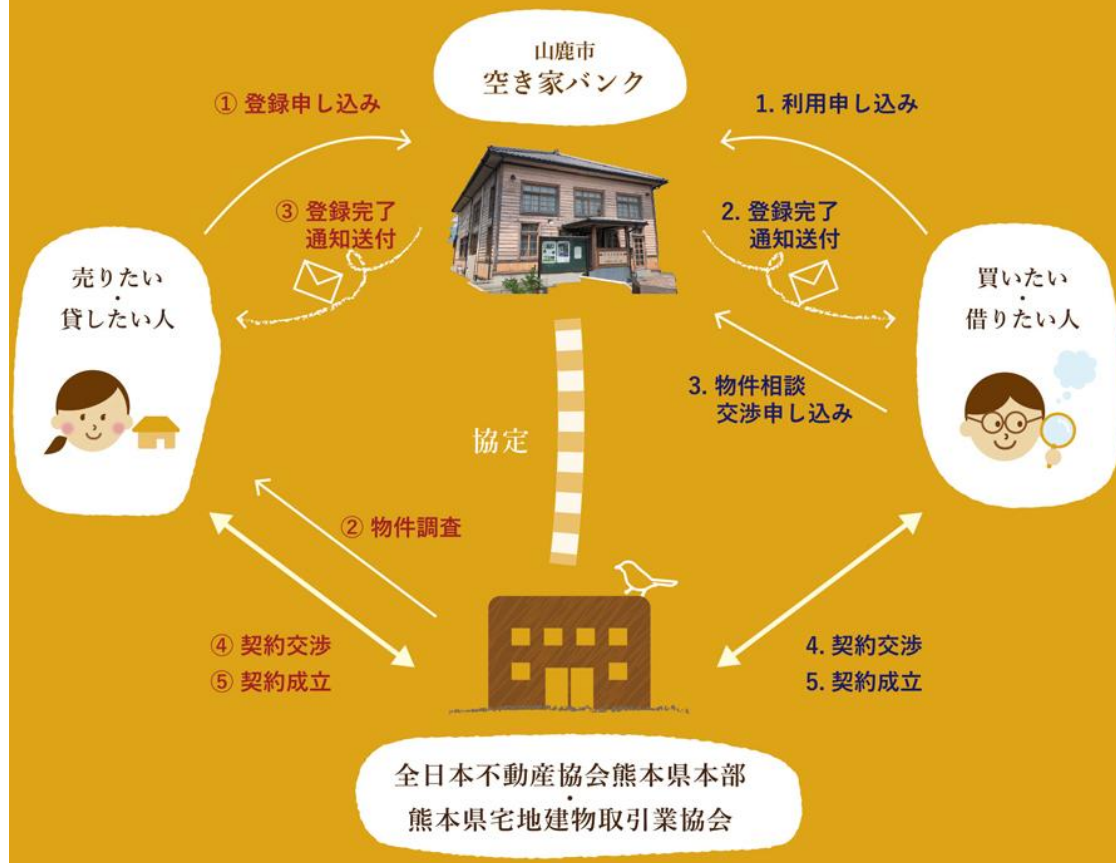 山鹿市
空き家バンク
① 登録申し込み
1. 利用申し込み
③ 登録完了
通知送付
2. 登録完了
通知送付
売りたい
・
貸したい人
買いたい
・
借りたい人
3. 物件相談
交渉申し込み
協定
② 物件調査
④ 契約交渉
⑤ 契約成立
4. 契約交渉
5. 契約成立
全日本不動産協会熊本県本部
・
熊本県宅地建物取引業協会